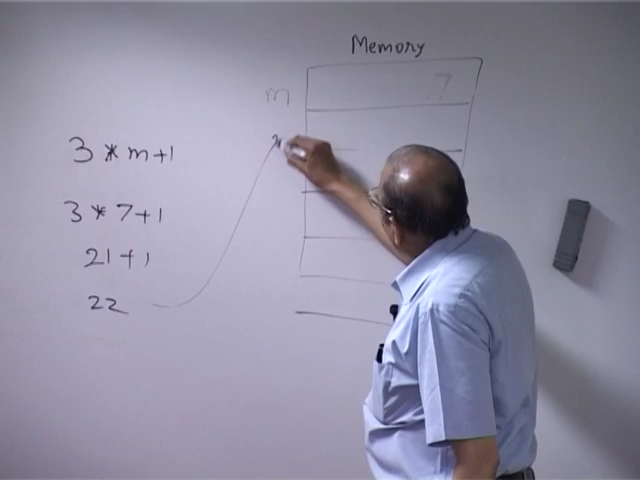 Memory
m 7
3 * m+1
3 * 7+1
21+1
22